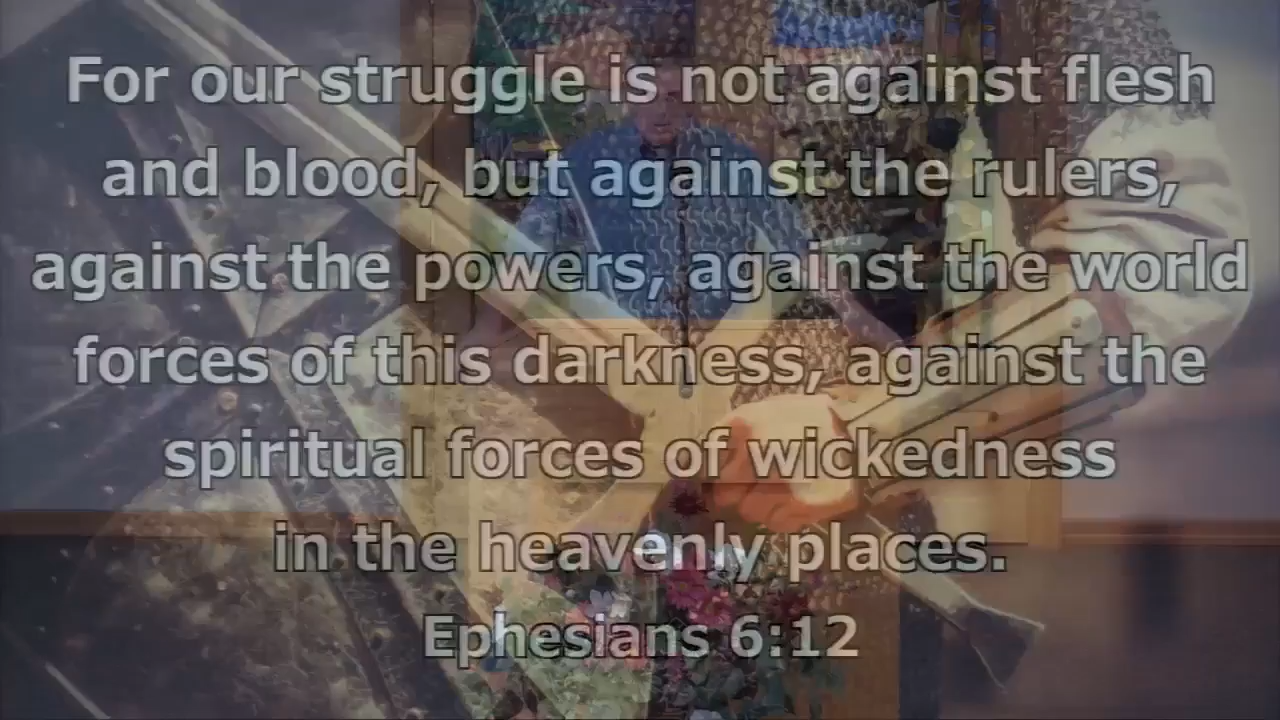 For our struggle is not against flesh
and blood, but against the rulers,
against the powers, against the world
forces of this darkness, against the
spiritual forces of wickedness
in the heavenly places.
Ephesians 6:12